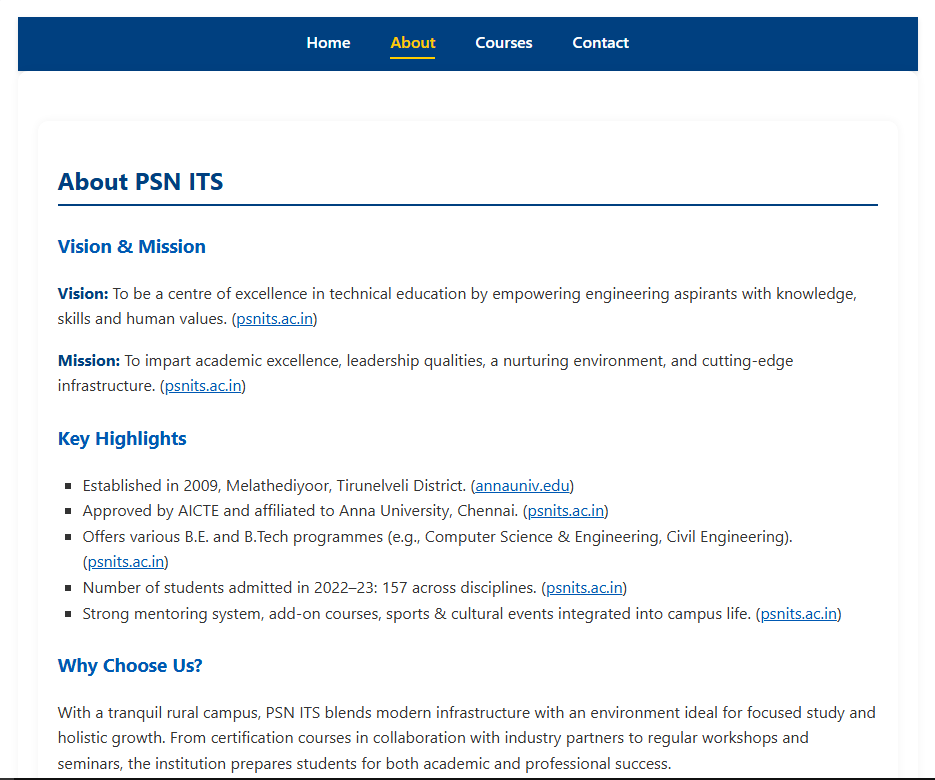 Home About Courses Contact
About PSN ITS
Vision & Mission
Vision: To be a centre of excellence in technical education by empowering engineering aspirants with knowledge,
skills and human values. (psnits.ac.in)
Mission: To impart academic excellence, leadership qualities, a nurturing environment, and cutting-edge
infrastructure. (psnits.ac.in)
Key Highlights
▪ Established in 2009, Melathediyoor, Tirunelveli District. (annauniv.edu)
▪ Approved by AICTE and affiliated to Anna University, Chennai. (psnits.ac.in)
▪ Offers various B.E. and B.Tech programmes (e.g., Computer Science & Engineering, Civil Engineering).
(psnits.ac.in)
▪ Number of students admitted in 2022–23: 157 across disciplines. (psnits.ac.in)
▪ Strong mentoring system, add-on courses, sports & cultural events integrated into campus life. (psnits.ac.in)
Why Choose Us?
With a tranquil rural campus, PSN ITS blends modern infrastructure with an environment ideal for focused study and
holistic growth. From certification courses in collaboration with industry partners to regular workshops and
seminars, the institution prepares students for both academic and professional success.